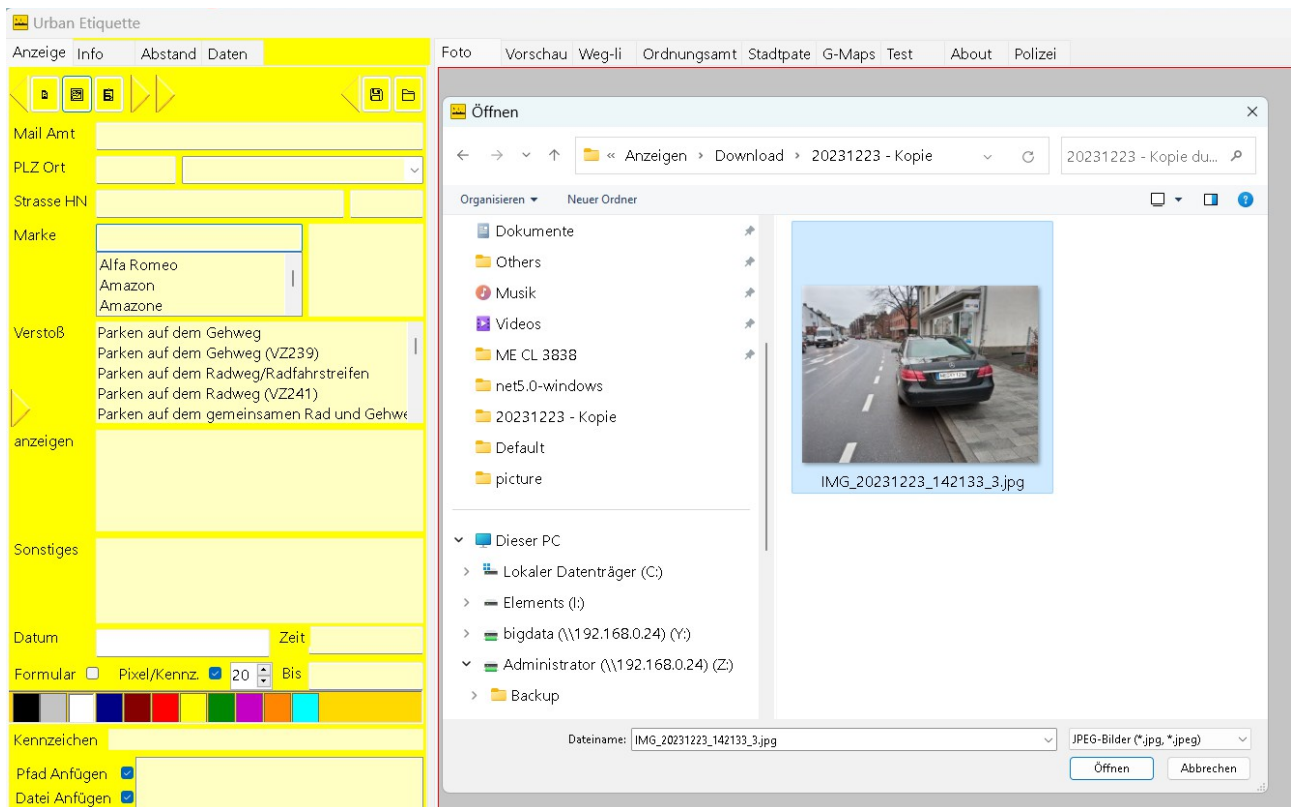 Urban Etiquette
Anzeige Info Abstand Daten
Foto Vorschau Weg-li Ordnungsamt Stadtpate G-Maps Test About Polizei
Mail Amt
PLZ Ort
Strasse HN
Marke
Alfa Romeo
Amazon
Amazone
Verstoß
Parken auf dem Gehweg
Parken auf dem Gehweg (VZ239)
Parken auf dem Radweg/Radfahrstreifen
Parken auf dem Radweg (VZ241)
Parken auf dem gemeinsamen Rad und Gehwe
anzeigen
Sonstiges
Datum Zeit
Formular Pixel/Kennz. 20 Bis
Kennzeichen
Pfad Anfügen
Datei Anfügen
Öffnen
« Anzeigen › Download › 20231223 - Kopie
20231223 - Kopie du...
Organisieren Neuer Ordner
Dokumente
Others
Musik
Videos
ME CL 3838
net5.0-windows
20231223 - Kopie
Default
picture
Dieser PC
Lokaler Datenträger (C:)
Elements (I:)
bigdata (\\192.168.0.24) (Y:)
Administrator (\\192.168.0.24) (Z:)
Backup
IMG_20231223_142133_3.jpg
Dateiname: IMG_20231223_142133_3.jpg
JPEG-Bilder (*.jpg, *.jpeg)
Öffnen Abbrechen